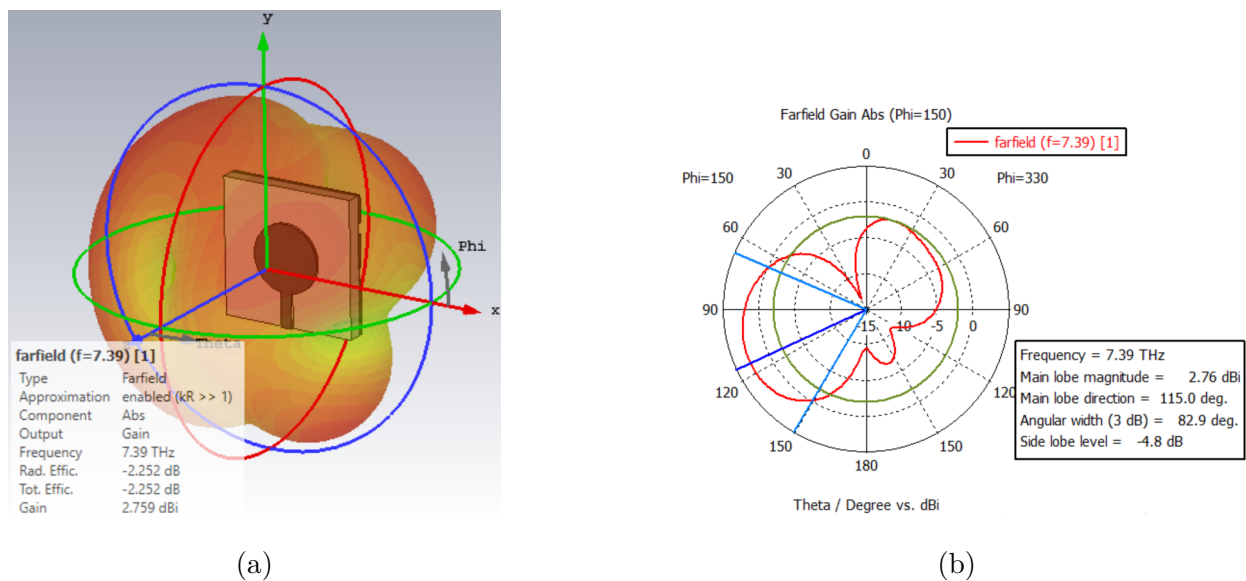 y
Phi
x
Theta
farfield (f=7.39) [1]
Type Farfield
Approximation enabled (kR >> 1)
Component Abs
Output Gain
Frequency 7.39 THz
Rad. Effic. -2.252 dB
Tot. Effic. -2.252 dB
Gain 2.759 dBi
(a)
Farfield Gain Abs (Phi=150)
farfield (f=7.39) [1]
Phi=150 30 0 30 Phi=330
60 60
90 -15 -10 -5 0 90
120 120
150 150
180
Frequency = 7.39 THz
Main lobe magnitude = 2.76 dBi
Main lobe direction = 115.0 deg.
Angular width (3 dB) = 82.9 deg.
Side lobe level = -4.8 dB
Theta / Degree vs. dBi
(b)